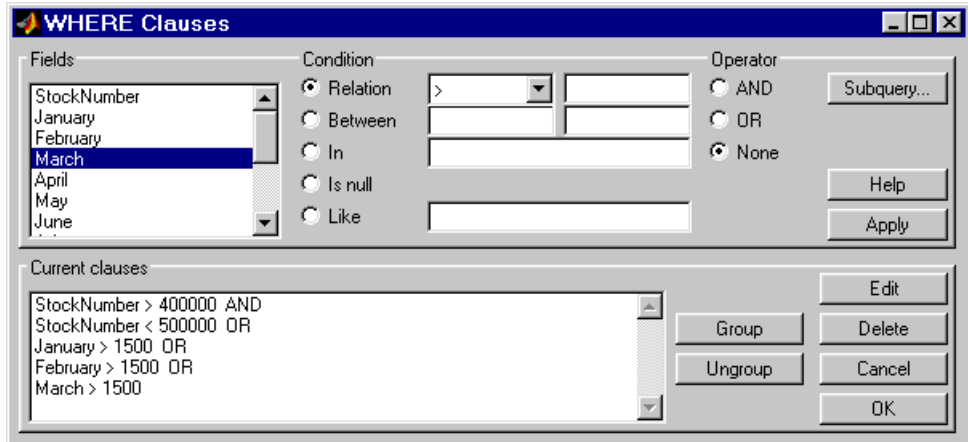 WHERE Clauses
Fields
StockNumber
January
February
March
April
May
June
Condition
Relation >
Between
In
Is null
Like
Operator
AND
OR
None
Subquery...
Help
Apply
Current clauses
StockNumber > 400000 AND
StockNumber < 500000 OR
January > 1500 OR
February > 1500 OR
March > 1500
Group
Ungroup
Edit
Delete
Cancel
OK